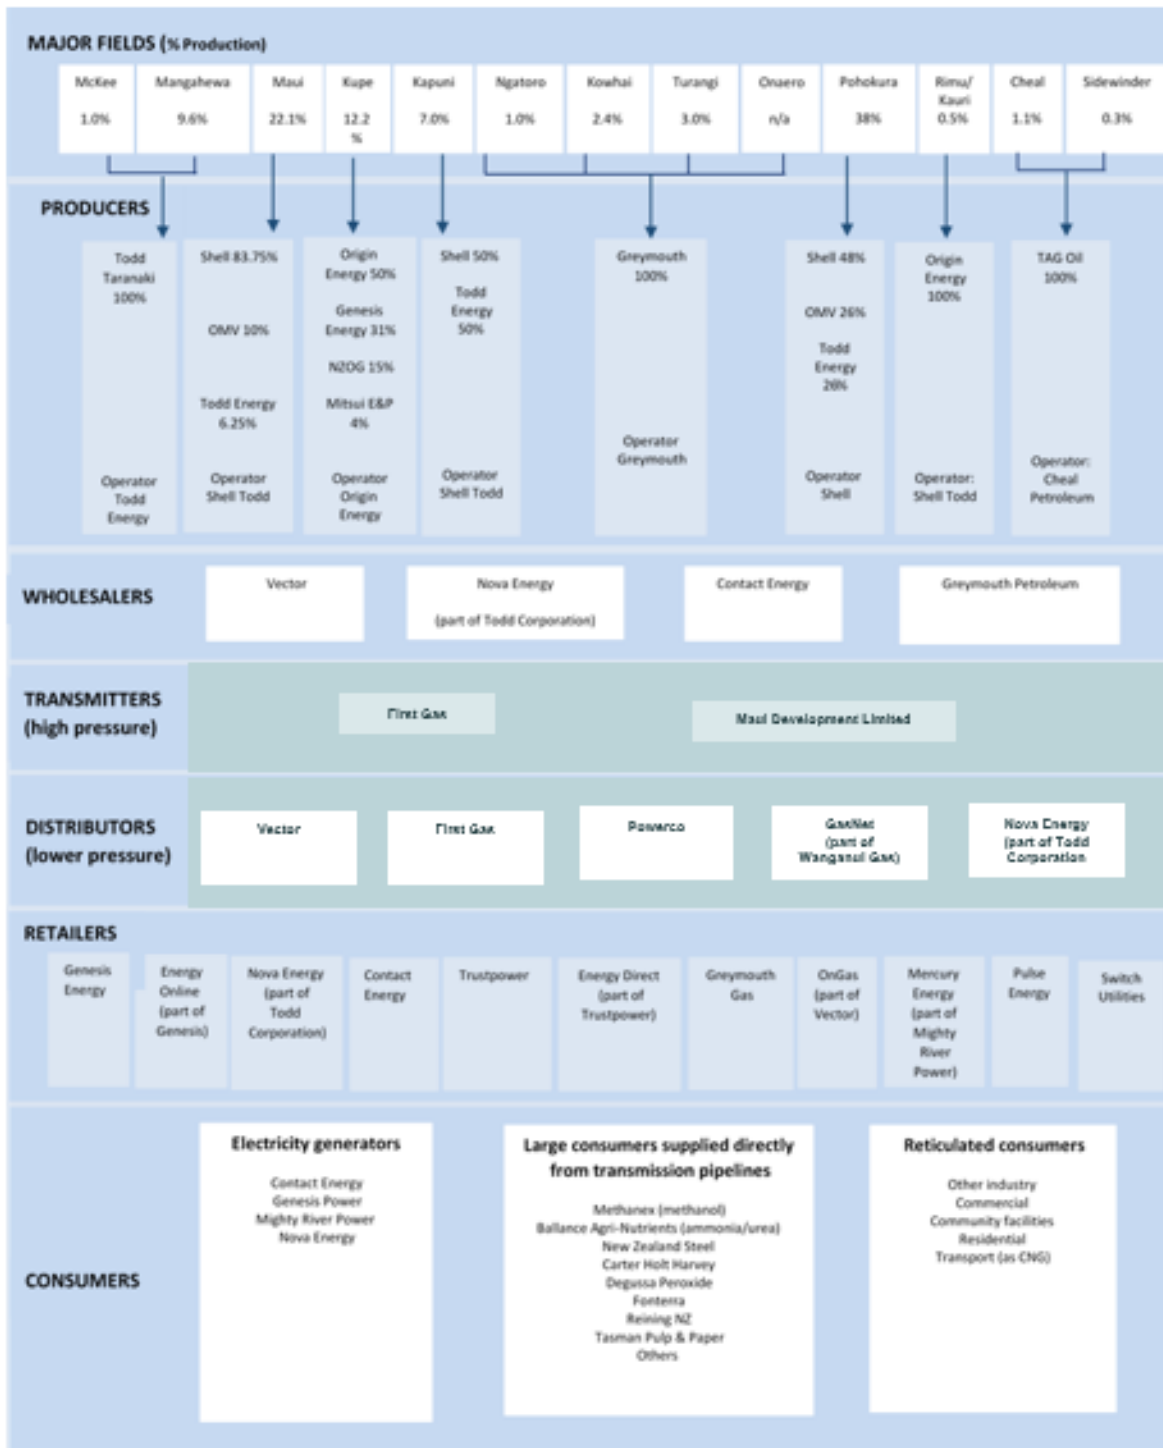 MAJOR FIELDS (% Production)
McKee
1.0%
Mangahewa
9.6%
Maui
22.1%
Kupe
12.2
%
Kapuni
7.0%
Ngatoro
1.0%
Kowhai
2.4%
Turangi
3.0%
Onaero
n/a
Pohokura
38%
Rimu/
Kauri
0.5%
Cheal
1.1%
Sidewinder
0.3%
PRODUCERS
Todd
Taranaki
100%
Operator
Todd
Energy
Shell 83.75%
OMV 10%
Todd Energy
6.25%
Operator
Shell Todd
Origin
Energy 50%
Genesis
Energy 31%
NZOG 15%
Mitsui E&P
4%
Operator
Origin
Energy
Shell 50%
Todd
Energy
50%
Operator
Shell Todd
Greymouth
100%
Operator
Greymouth
Shell 48%
OMV 26%
Todd
Energy
26%
Operator
Shell
Origin
Energy
100%
Operator:
Shell Todd
TAG Oil
100%
Operator:
Cheal
Petroleum
WHOLESALERS
Vector
Nova Energy
(part of Todd Corporation)
Contact Energy
Greymouth Petroleum
TRANSMITTERS
(high pressure)
First Gas
Maui Development Limited
DISTRIBUTORS
(lower pressure)
Vector
First Gas
Powerco
GasNet
(part of
Wanganui Gas)
Nova Energy
(part of Todd
Corporation
RETAILERS
Genesis
Energy
Energy
Online
(part of
Genesis)
Nova Energy
(part of
Todd
Corporation)
Contact
Energy
Trustpower
Energy Direct
(part of
Trustpower)
Greymouth
Gas
OnGas
(part of
Vector)
Mercury
Energy
(part of
Mighty
River
Power)
Pulse
Energy
Switch
Utilities
CONSUMERS
Electricity generators
Contact Energy
Genesis Power
Mighty River Power
Nova Energy
Large consumers supplied directly
from transmission pipelines
Methanex (methanol)
Ballance Agri-Nutrients (ammonia/urea)
New Zealand Steel
Carter Holt Harvey
Degussa Peroxide
Fonterra
Reining NZ
Tasman Pulp & Paper
Others
Reticulated consumers
Other industry
Commercial
Community facilities
Residential
Transport (as CNG)